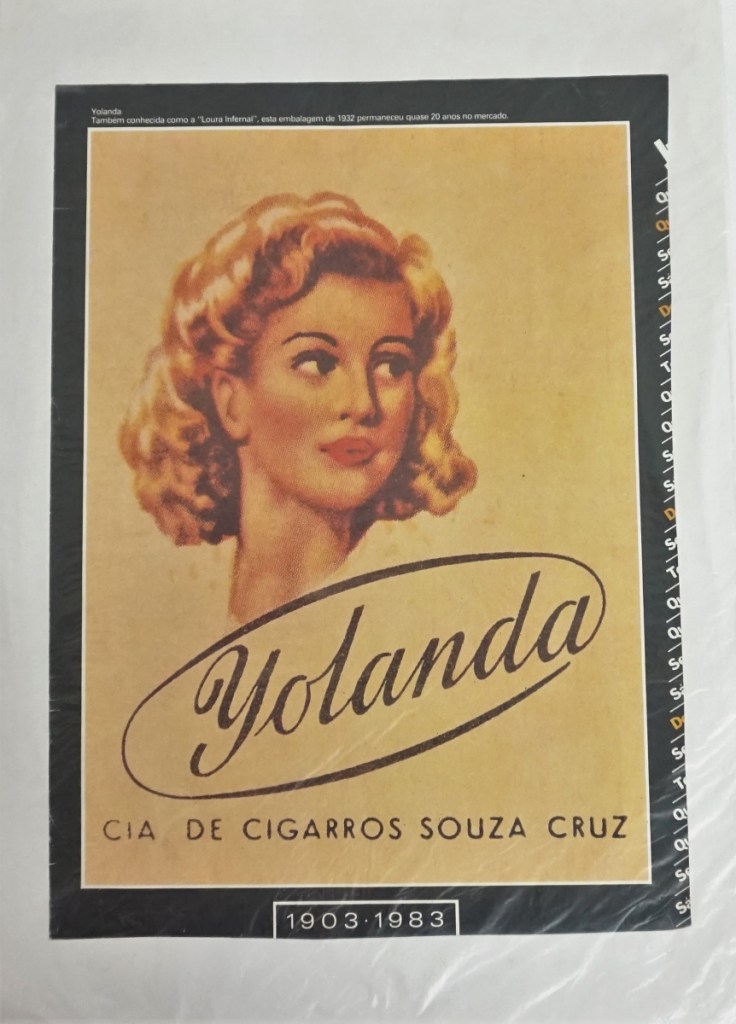 Yolanda
Também conhecida como a "Loura Infernal", esta embalagem de 1932 permaneceu quase 20 anos no mercado.
Yolanda
CIA DE CIGARROS SOUZA CRUZ
1903·1983